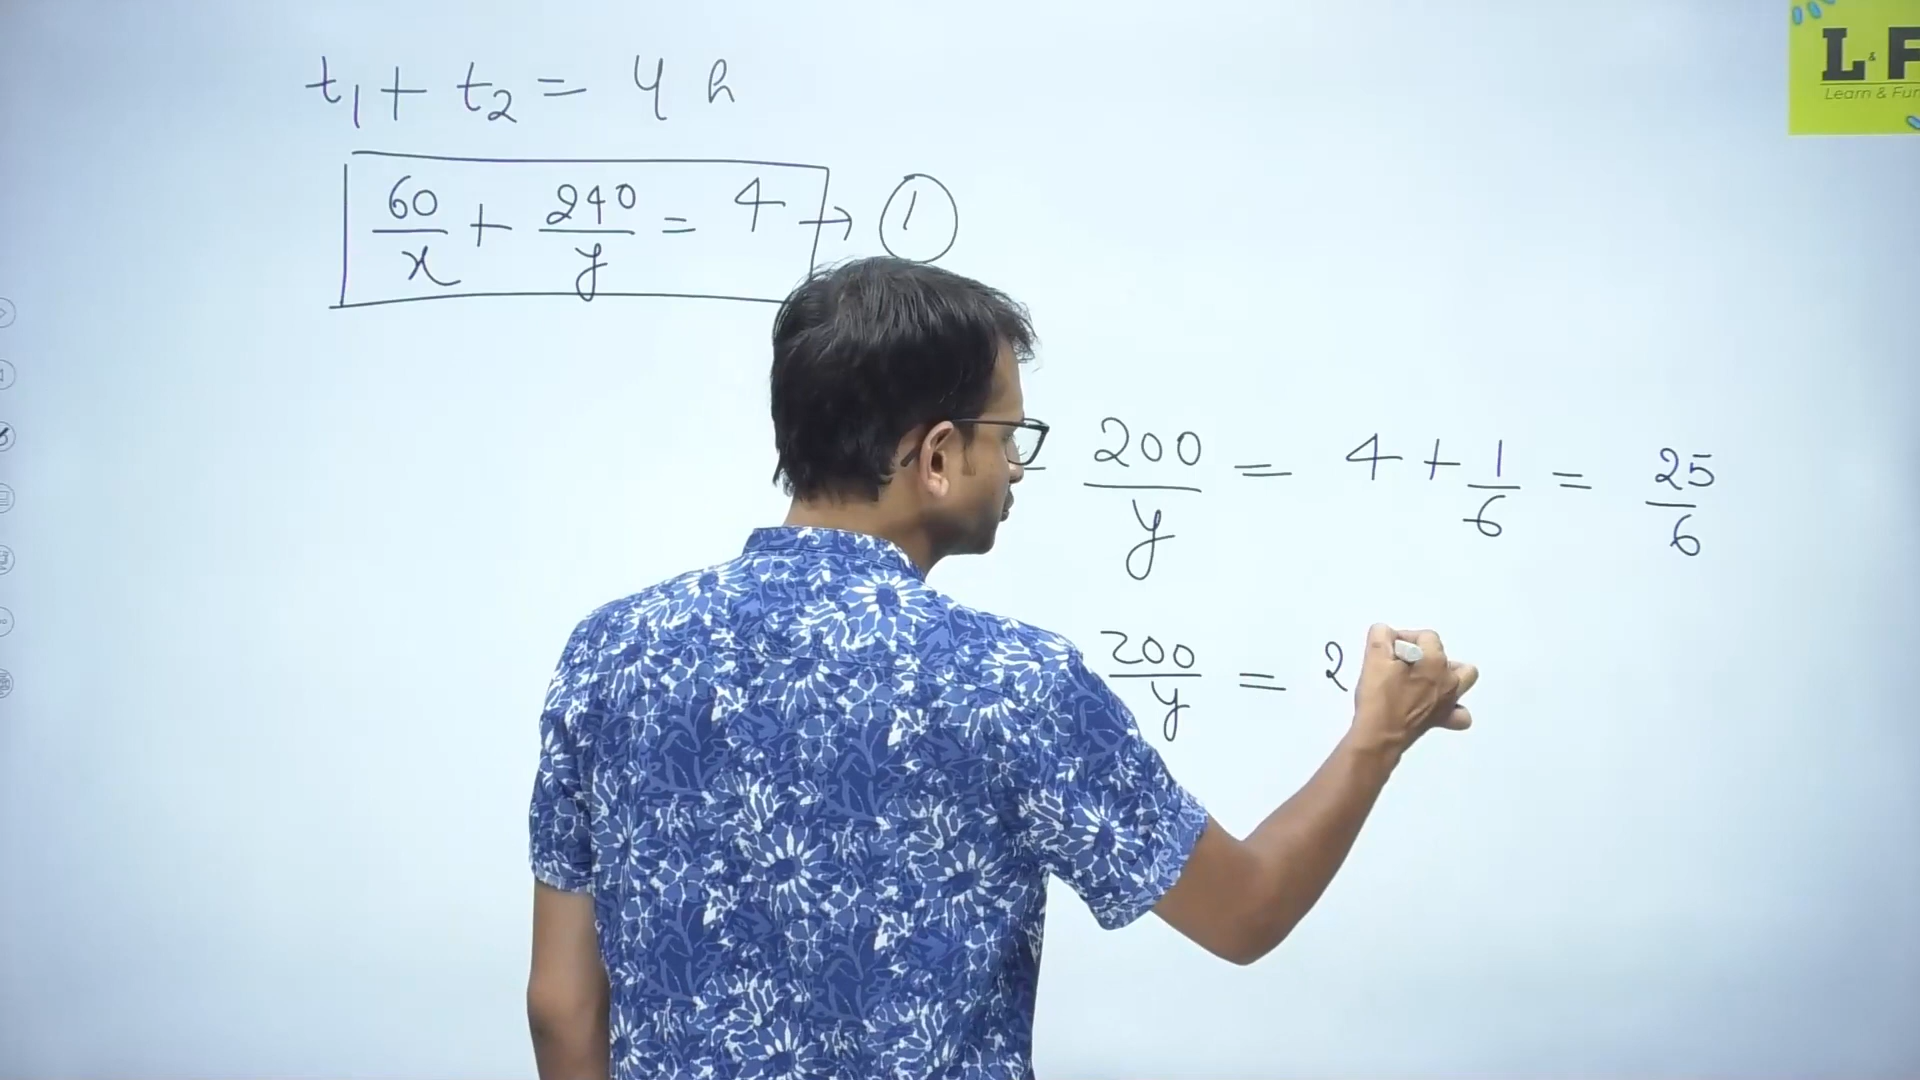 L & F
Learn & Fun
t₁ + t₂ = 4 h
60/x + 240/y = 4 → ①
200/y = 4 + 1/6 = 25/6
200/y = 2